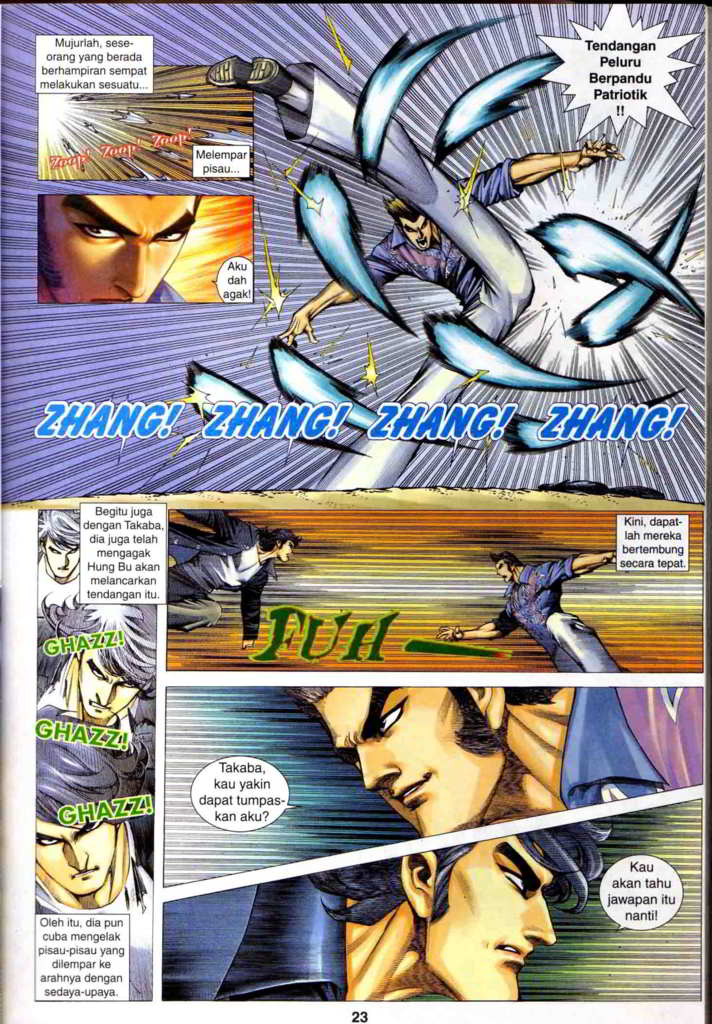 Mujurlah, sese-
orang yang berada
berhampiran sempat
melakukan sesuatu...
Tendangan
Peluru
Berpandu
Patriotik
!!
Zoop! Zoop! Zoop!
Melempar
pisau...
Aku
dah
agak!
ZHANG! ZHANG! ZHANG! ZHANG!
Begitu juga
dengan Takaba,
dia juga telah
mengagak
Hung Bu akan
melancarkan
tendangan itu.
Kini, dapat-
lah mereka
bertembung
secara tepat.
FUH
GHAZZ!
GHAZZ!
GHAZZ!
Takaba,
kau yakin
dapat tumpas-
kan aku?
Kau
akan tahu
jawapan itu
nanti!
Oleh itu, dia pun
cuba mengelak
pisau-pisau yang
dilempar ke
arahnya dengan
sedaya-upaya.
23